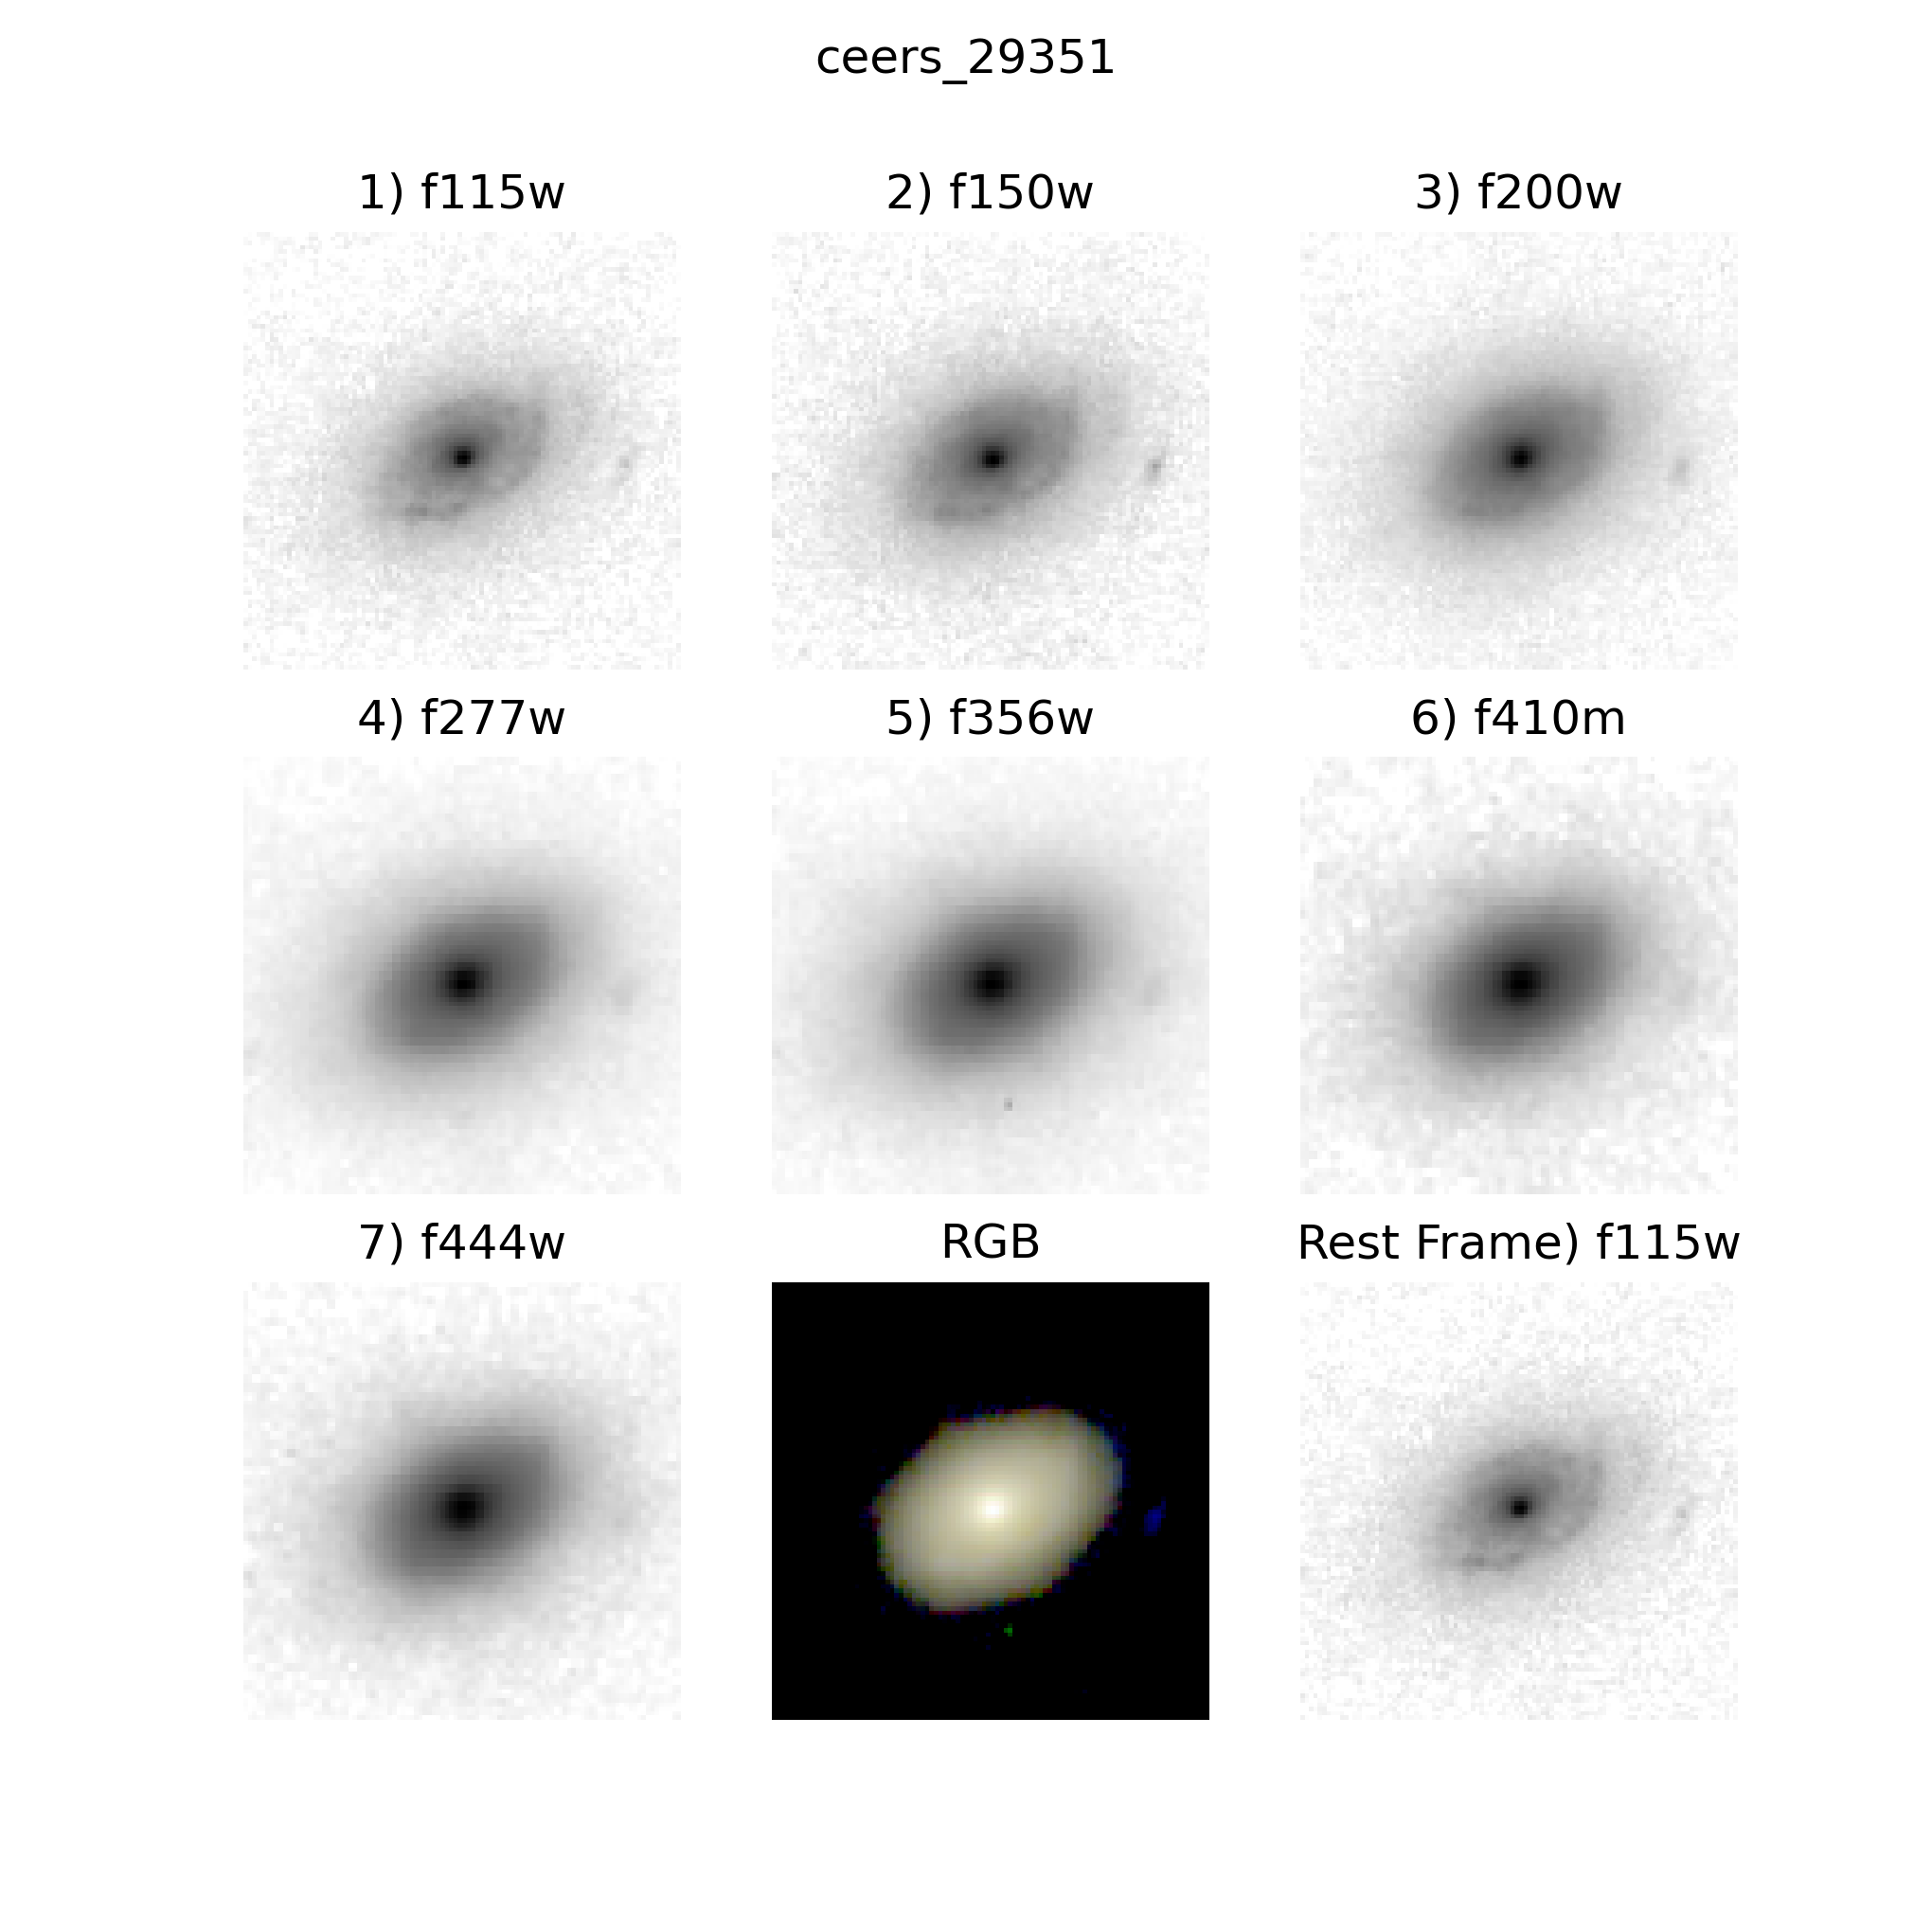 ceers_29351
1) f115w
2) f150w
3) f200w
4) f277w
5) f356w
6) f410m
7) f444w
RGB
Rest Frame) f115w